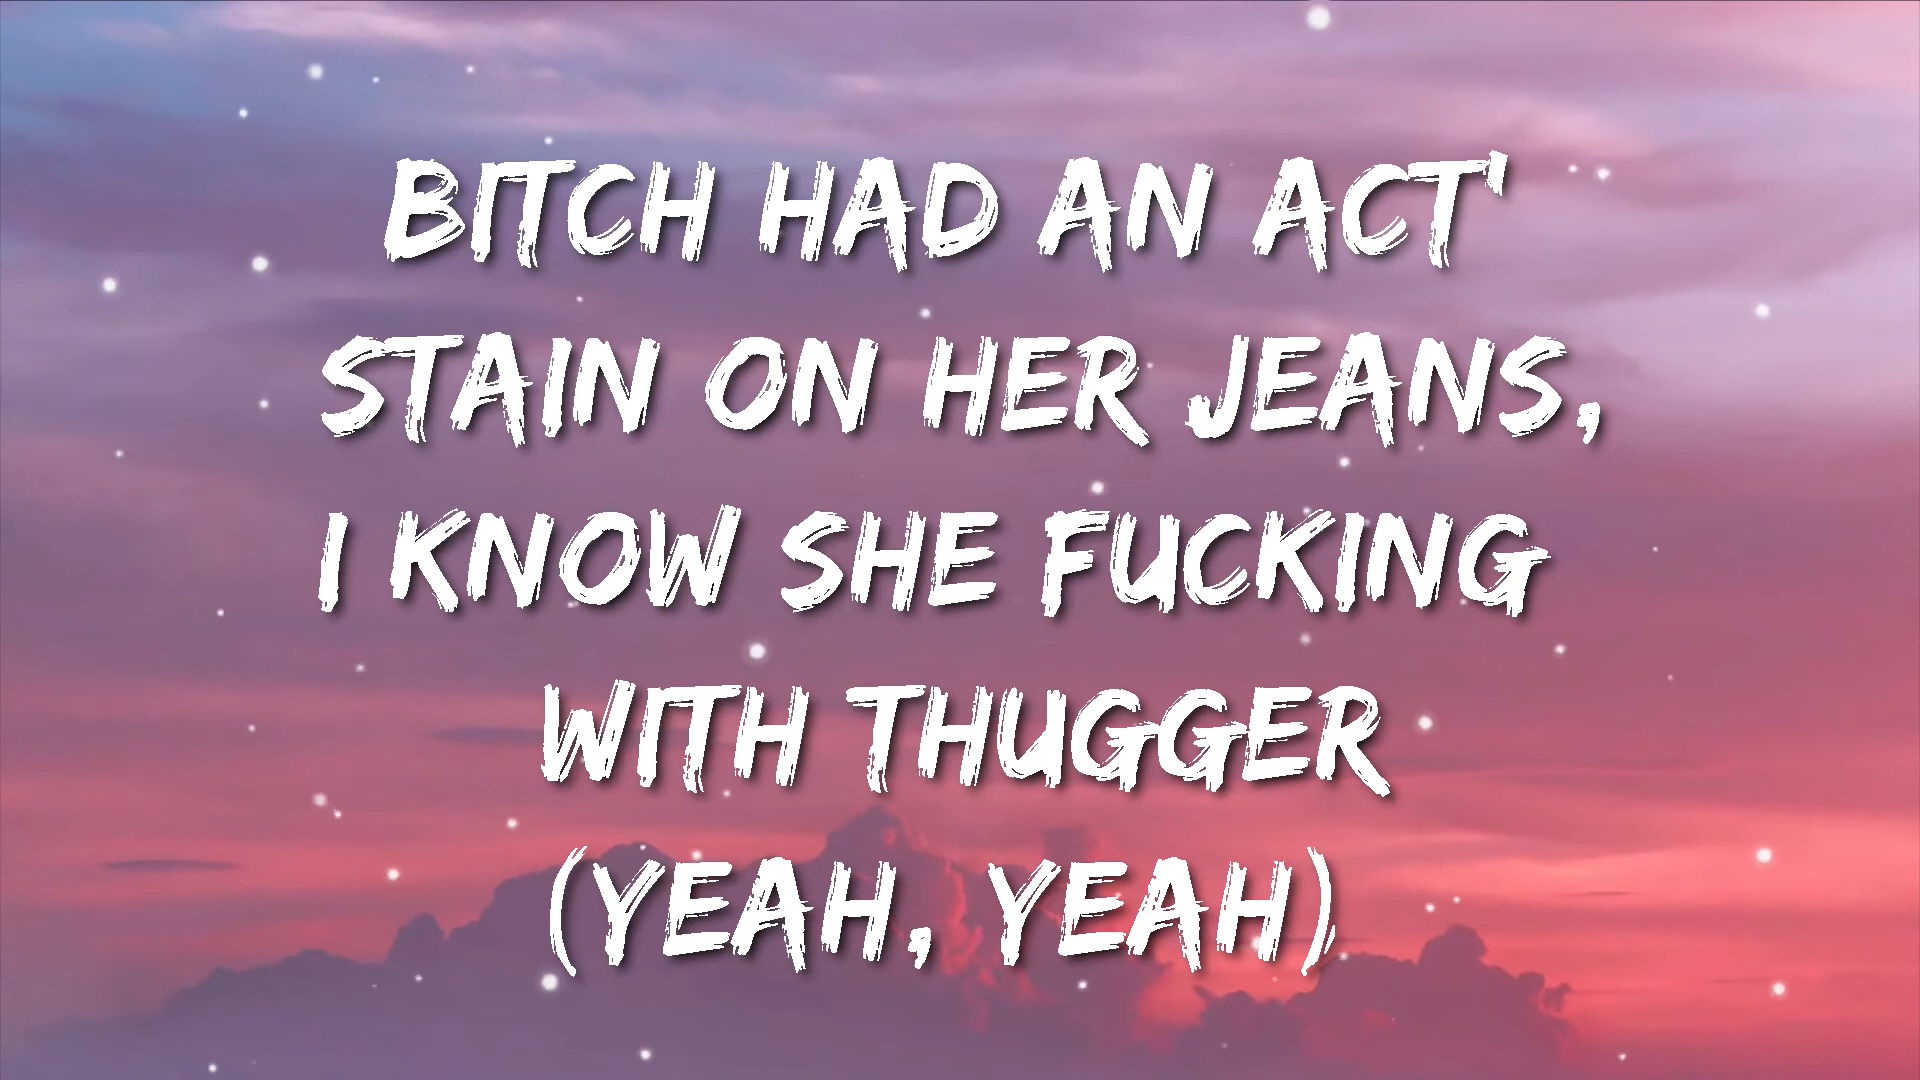 BITCH HAD AN ACT'
STAIN ON HER JEANS,
I KNOW SHE FUCKING
WITH THUGGER
(YEAH, YEAH)